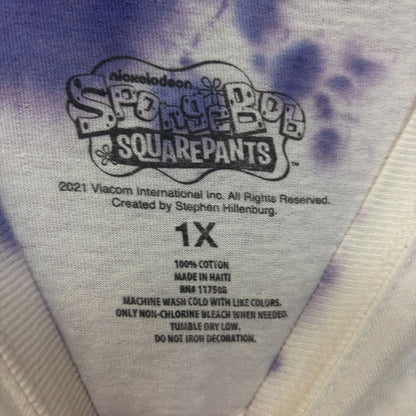 nickelodeon
SPONGEBOB
SQUAREPANTS™
2021 Viacom International Inc. All Rights Reserved.
Created by Stephen Hillenburg.
1X
100% COTTON
MADE IN HAITI
RN# 117508
MACHINE WASH COLD WITH LIKE COLORS.
ONLY NON-CHLORINE BLEACH WHEN NEEDED.
TUMBLE DRY LOW.
DO NOT IRON DECORATION.